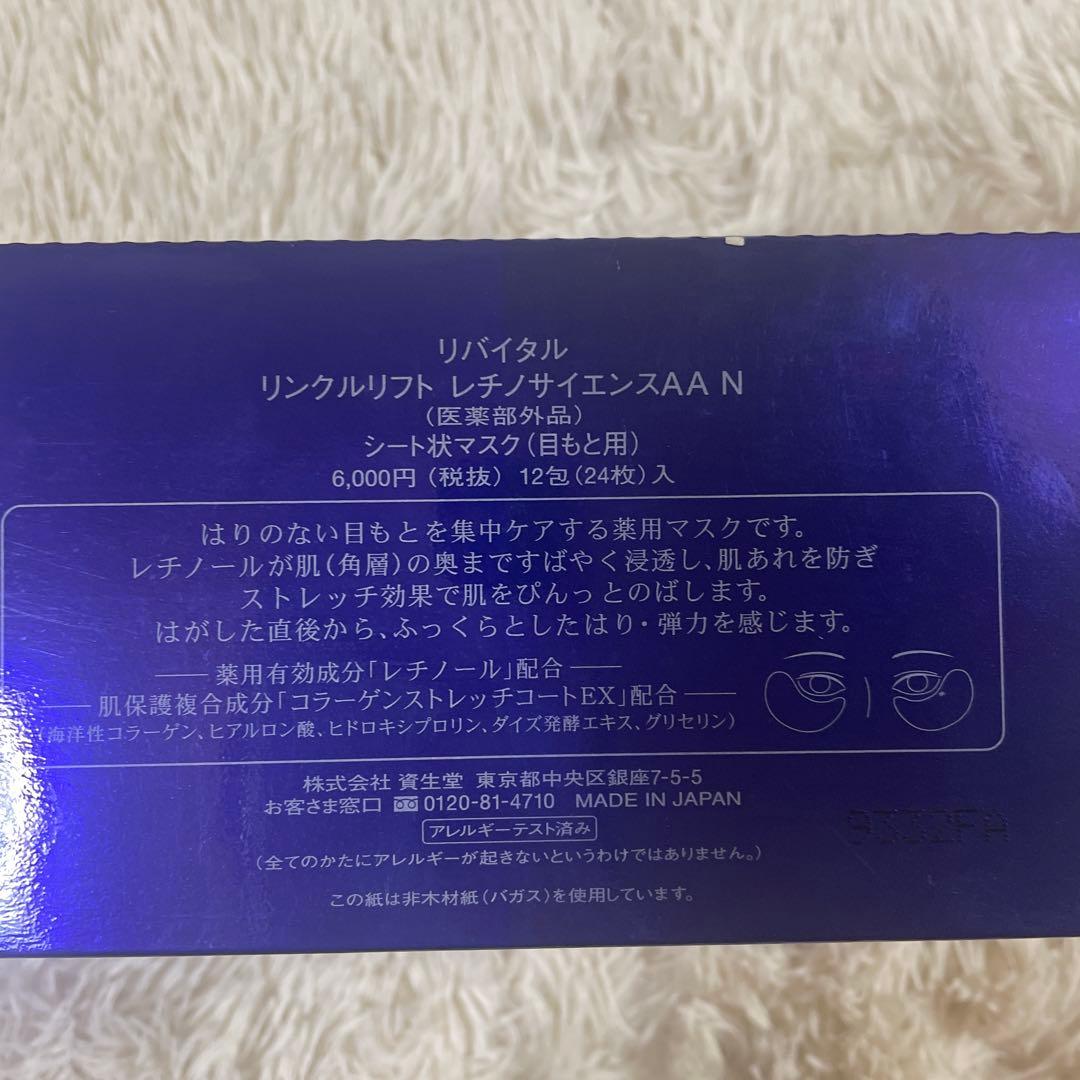 リバイタル
リンクルリフト レチノサイエンスAA N
（医薬部外品）
シート状マスク（目もと用）
6,000円（税抜） 12包（24枚）入
はりのない目もとを集中ケアする薬用マスクです。
レチノールが肌（角層）の奥まですばやく浸透し、肌あれを防ぎ
ストレッチ効果で肌をぴんっとのばします。
はがした直後から、ふっくらとしたはり・弾力を感じます。
薬用有効成分「レチノール」配合
肌保護複合成分「コラーゲンストレッチコートEX」配合
（海洋性コラーゲン、ヒアルロン酸、ヒドロキシプロリン、ダイズ発酵エキス、グリセリン）
株式会社 資生堂 東京都中央区銀座7-5-5
お客さま窓口 0120-81-4710 MADE IN JAPAN
アレルギーテスト済み
（全てのかたにアレルギーが起きないというわけではありません。）
この紙は非木材紙（バガス）を使用しています。